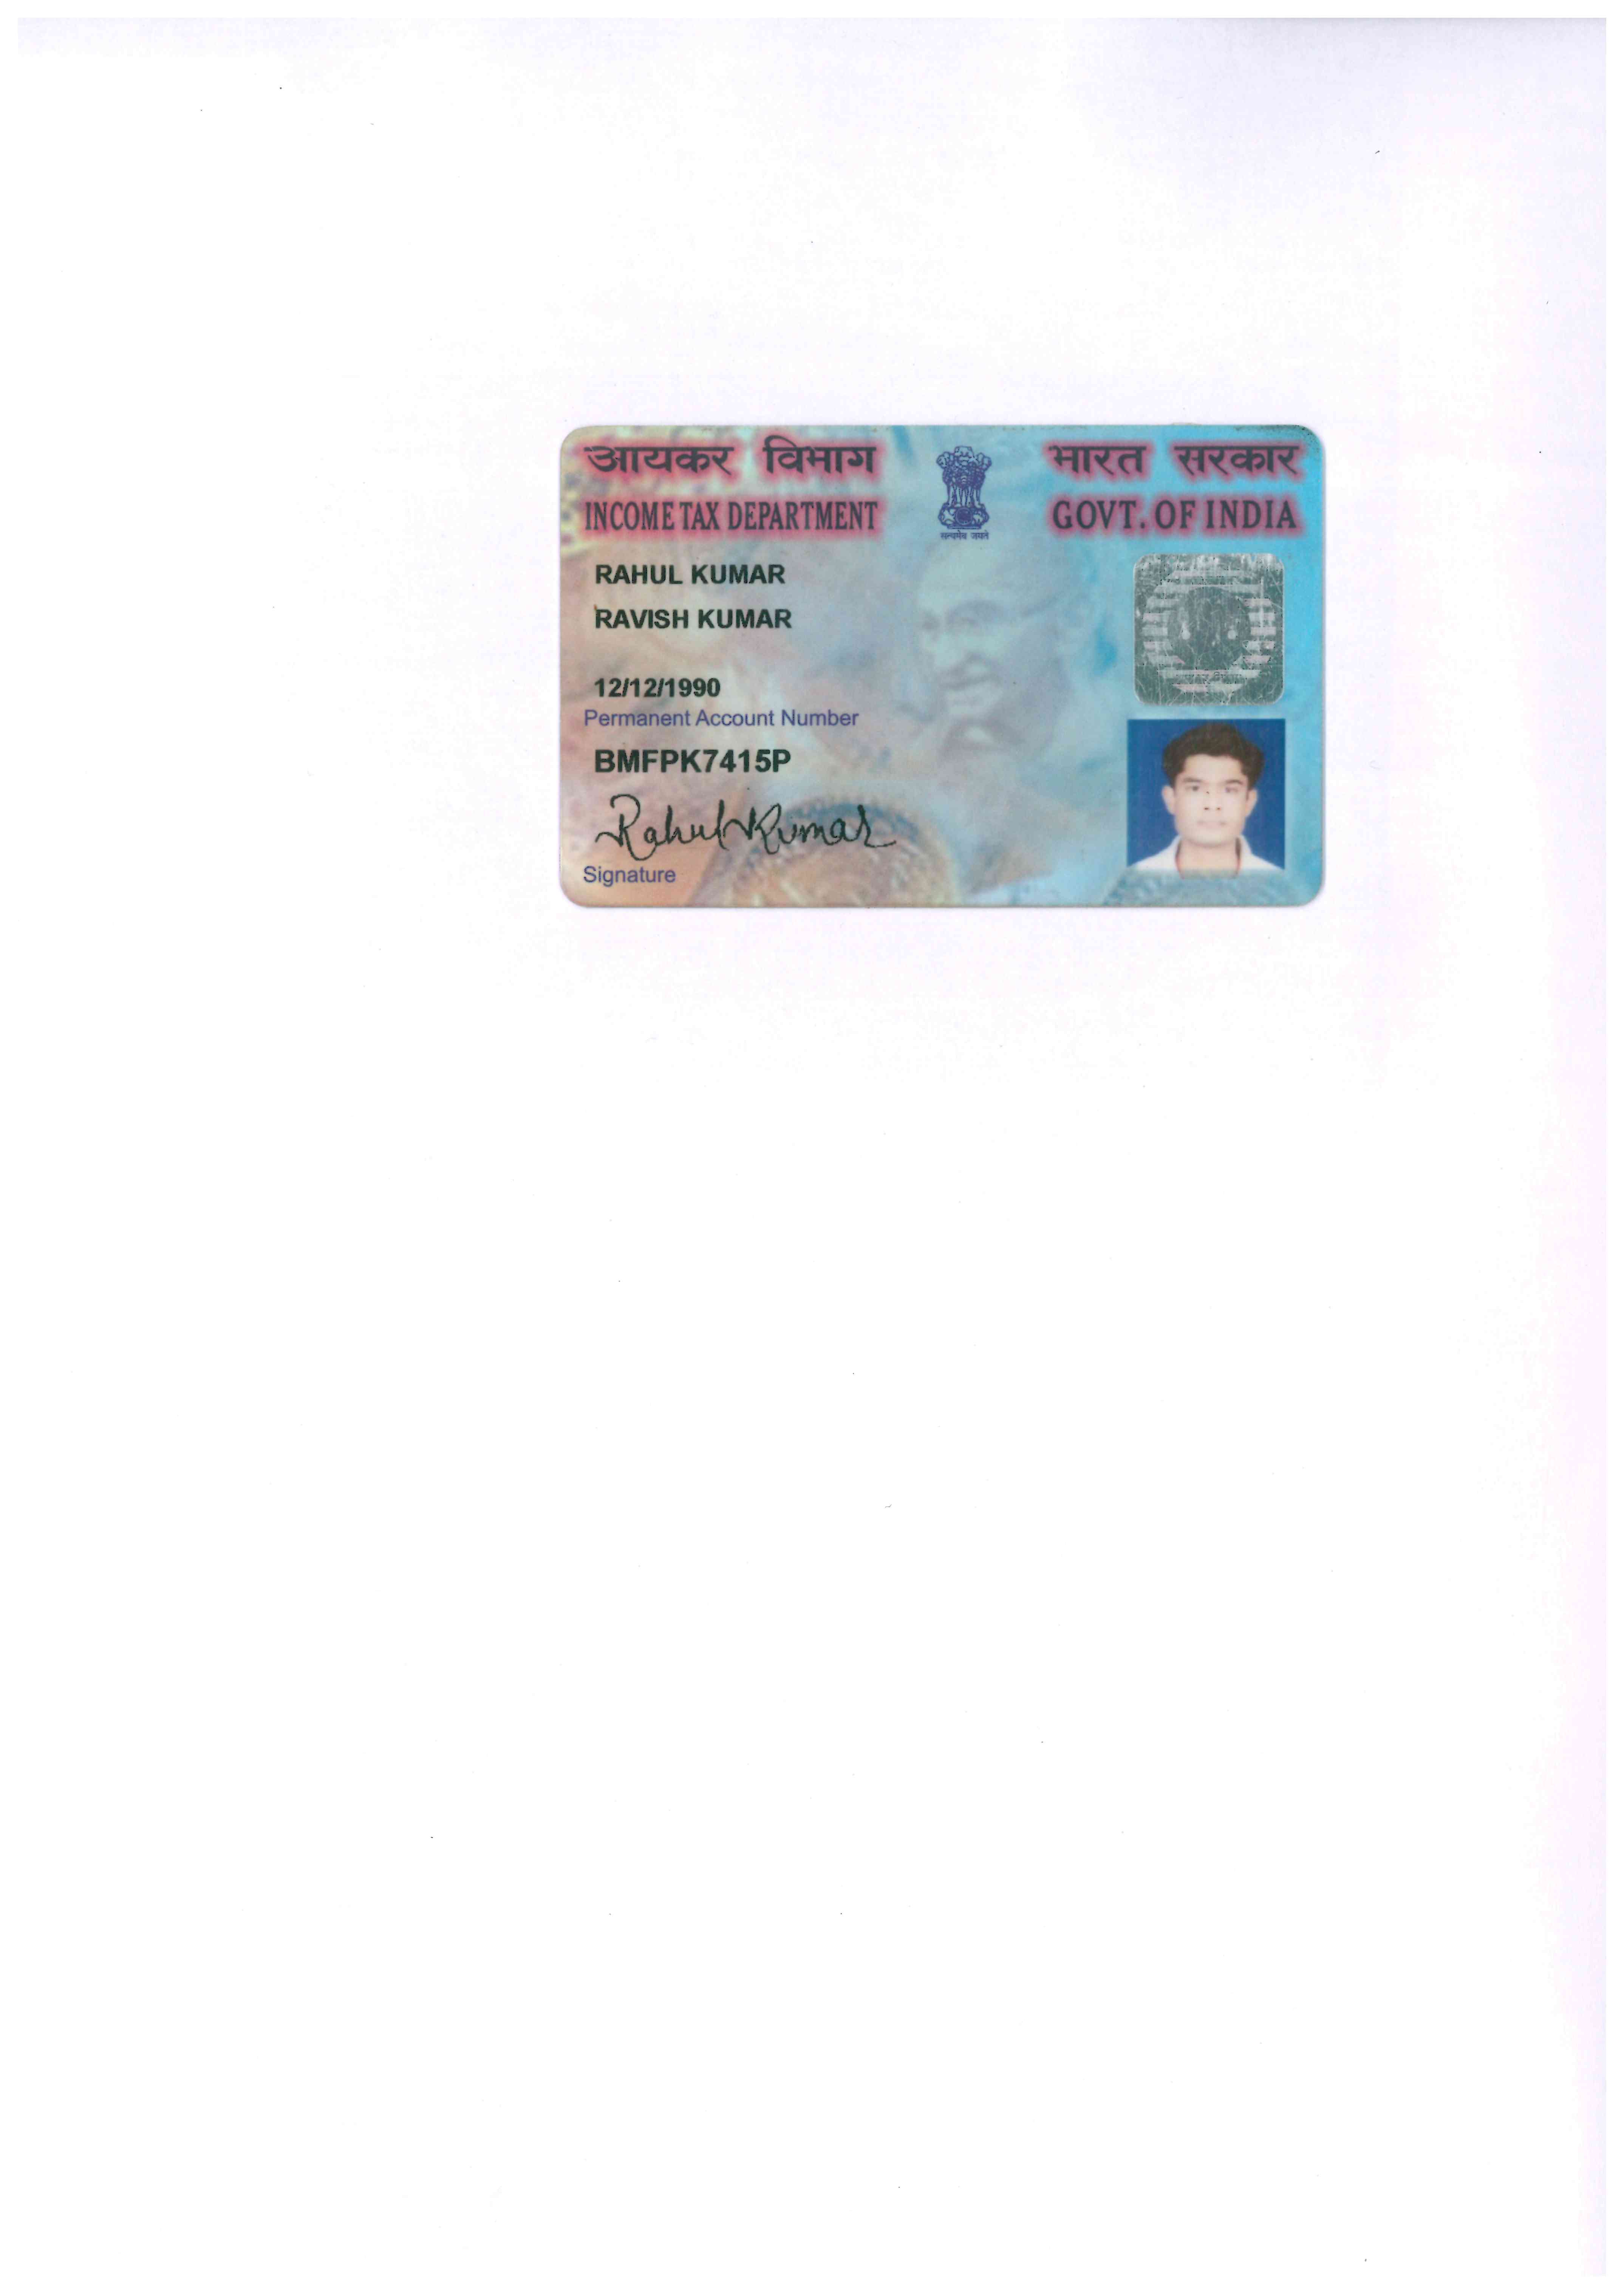 आयकर विभाग
INCOME TAX DEPARTMENT
सत्यमेव जयते
भारत सरकार
GOVT. OF INDIA
RAHUL KUMAR
RAVISH KUMAR
12/12/1990
Permanent Account Number
BMFPK7415P
Rahul Kumar
Signature